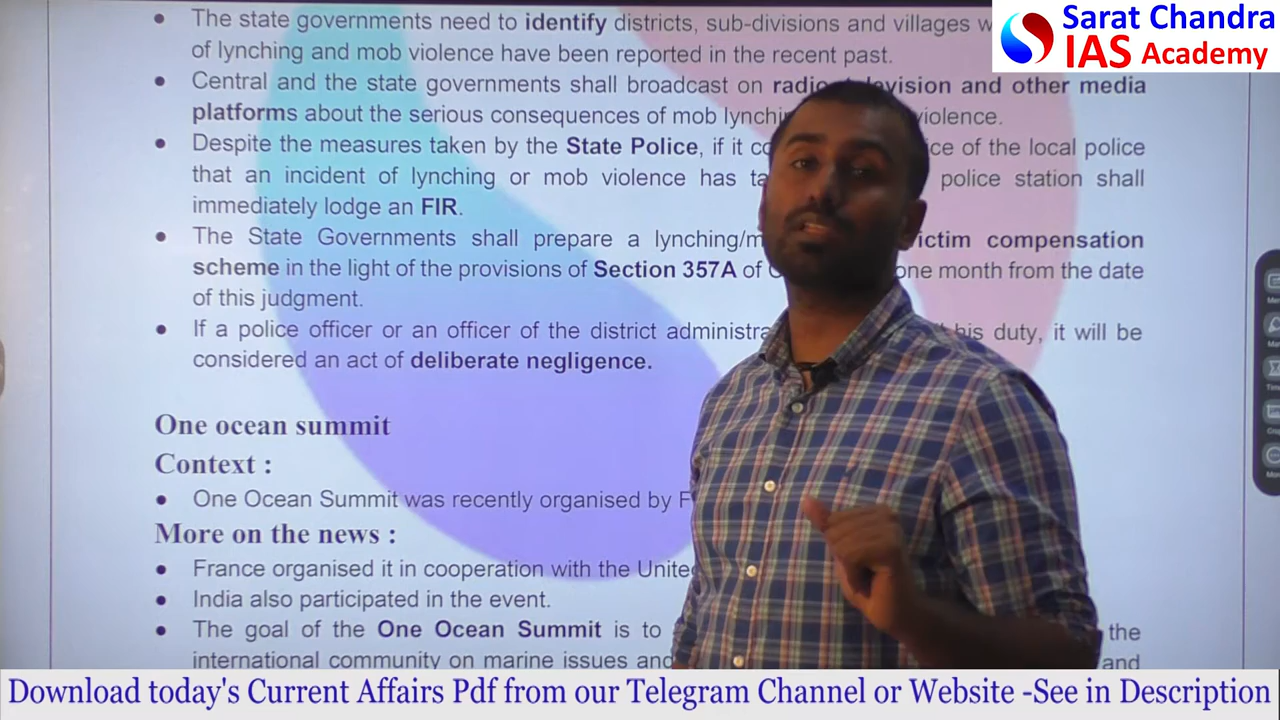 The state governments need to identify districts, sub-divisions and villages
of lynching and mob violence have been reported in the recent past.
Sarat Chandra
IAS Academy
Central and the state governments shall broadcast on radio television and other media
platforms about the serious consequences of mob violence.
Despite the measures taken by the State Police, if it of the local police
that an incident of lynching or mob violence has police station shall
immediately lodge an FIR.
The State Governments shall prepare a victim compensation
scheme in the light of the provisions of Section 357A of one month from the date
of this judgment.
If a police officer or an officer of the district his duty, it will be
considered an act of deliberate negligence.
One ocean summit
Context :
One Ocean Summit was recently organised by
More on the news :
France organised it in cooperation with the
India also participated in the event.
The goal of the One Ocean Summit is to the
international community on marine issues and
Download today's Current Affairs Pdf from our Telegram Channel or Website -See in Description